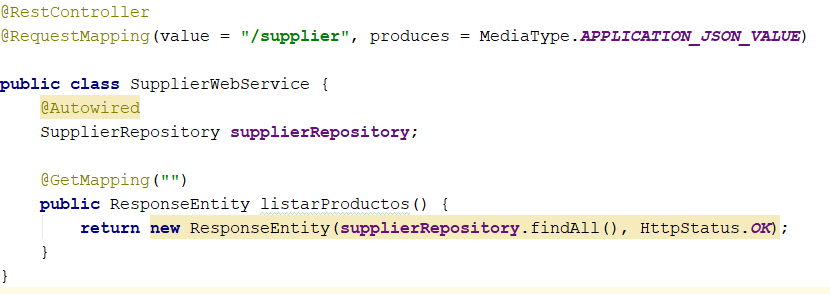 @RestController
@RequestMapping(value = "/supplier", produces = MediaType.APPLICATION_JSON_VALUE)
public class SupplierWebService {
@Autowired
SupplierRepository supplierRepository;
@GetMapping("")
public ResponseEntity listarProductos() {
return new ResponseEntity(supplierRepository.findAll(), HttpStatus.OK);
}
}